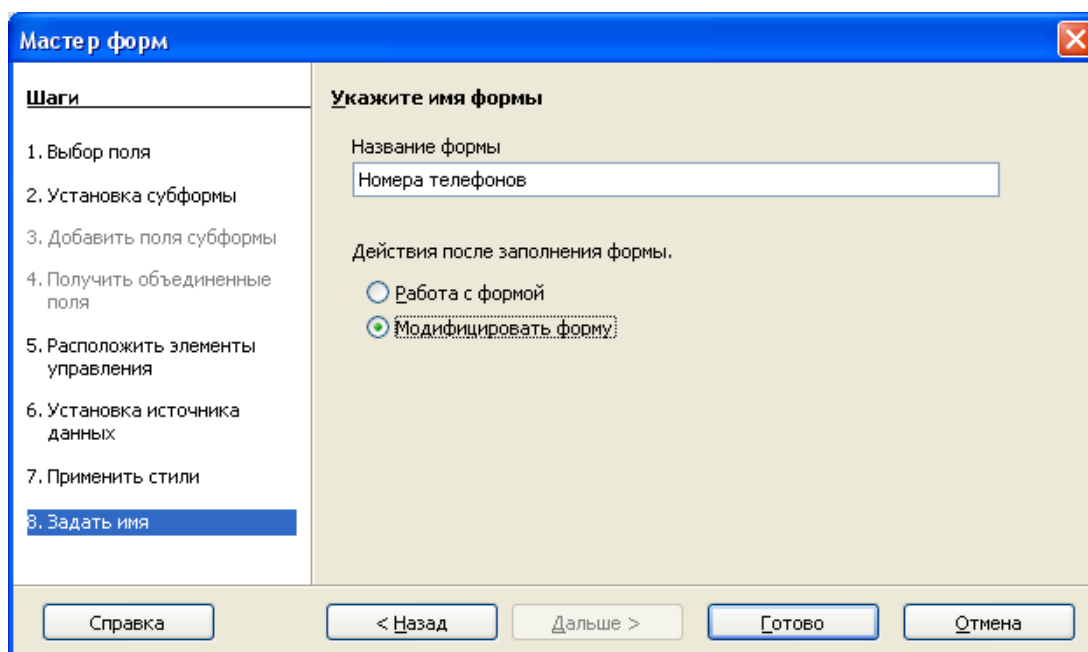 Мастер форм
Шаги
1. Выбор поля
2. Установка субформы
3. Добавить поля субформы
4. Получить объединенные
поля
5. Расположить элементы
управления
6. Установка источника
данных
7. Применить стили
8. Задать имя
Укажите имя формы
Название формы
Номера телефонов
Действия после заполнения формы.
Работа с формой
Модифицировать форму
Справка
< Назад
Дальше >
Готово
Отмена